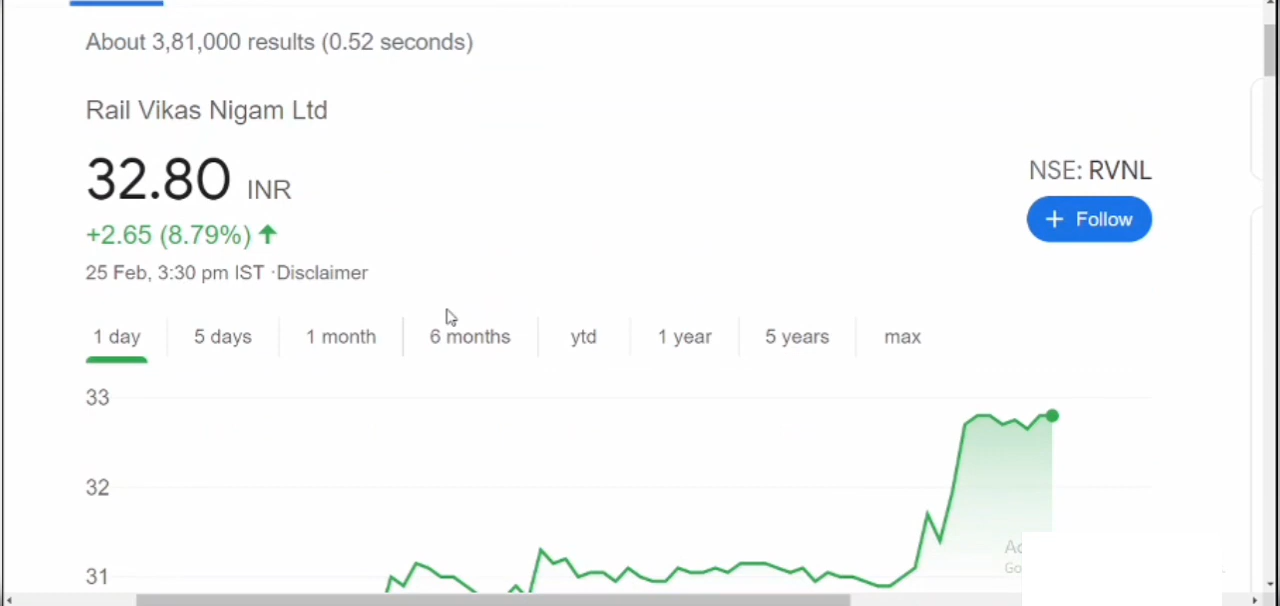 About 3,81,000 results (0.52 seconds)
Rail Vikas Nigam Ltd
32.80 INR
NSE: RVNL
+2.65 (8.79%)
+ Follow
25 Feb, 3:30 pm IST ·Disclaimer
1 day 5 days 1 month 6 months ytd 1 year 5 years max
33
32
31